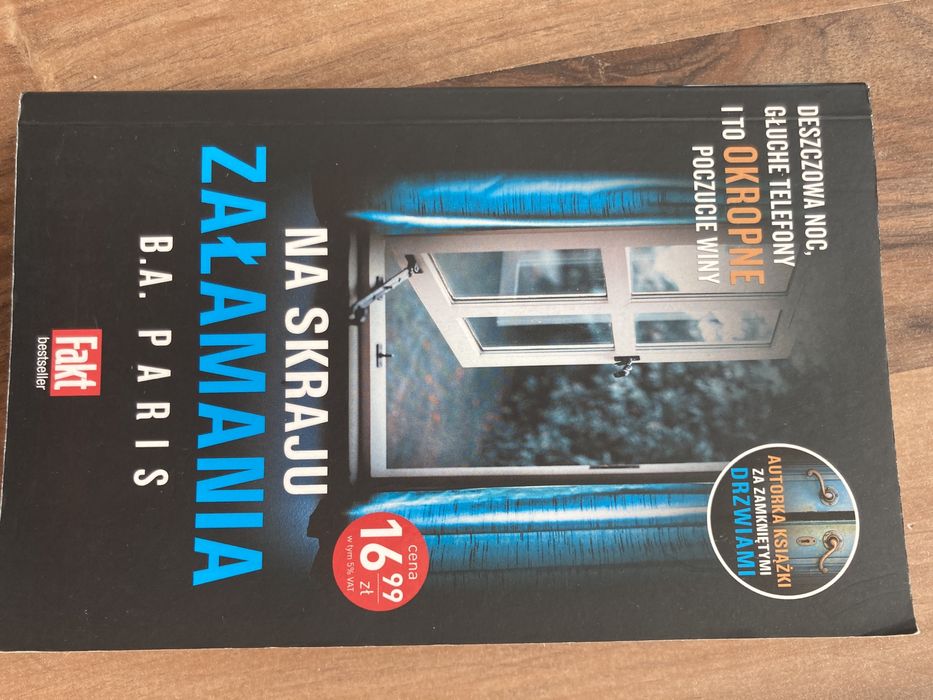 DESZCZOWA NOC,
GŁUCHE TELEFONY
I TO OKROPNE
POCZUCIE WINY
AUTORKA KSIĄŻKI
ZA ZAMKNIĘTYMI
DRZWIAMI
NA SKRAJU
ZAŁAMANIA
B.A. PARIS
cena
16 99
zł
w tym 5% VAT
Fakt
bestseller